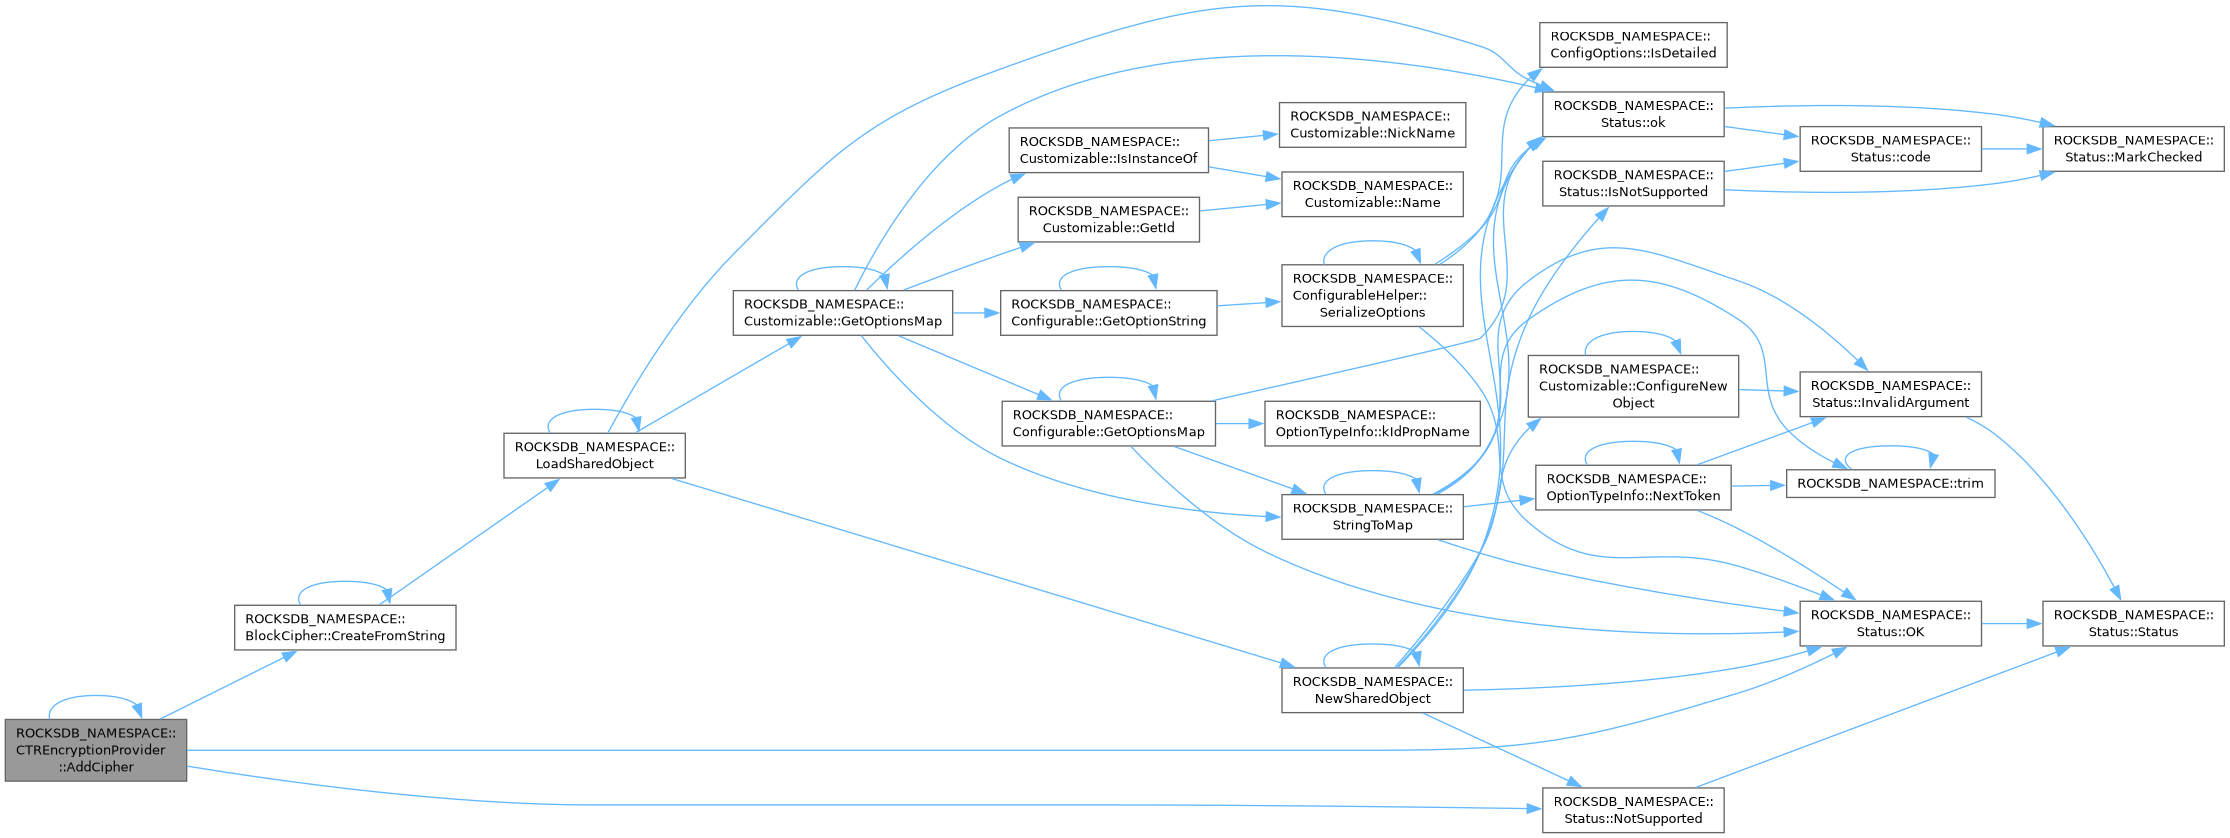 ROCKSDB_NAMESPACE::
CTREncryptionProvider
::AddCipher
ROCKSDB_NAMESPACE::
BlockCipher::CreateFromString
ROCKSDB_NAMESPACE::
LoadSharedObject
ROCKSDB_NAMESPACE::
Customizable::GetOptionsMap
ROCKSDB_NAMESPACE::
Customizable::IsInstanceOf
ROCKSDB_NAMESPACE::
Customizable::GetId
ROCKSDB_NAMESPACE::
Configurable::GetOptionString
ROCKSDB_NAMESPACE::
Configurable::GetOptionsMap
ROCKSDB_NAMESPACE::
Customizable::NickName
ROCKSDB_NAMESPACE::
Customizable::Name
ROCKSDB_NAMESPACE::
ConfigurableHelper::
SerializeOptions
ROCKSDB_NAMESPACE::
OptionTypeInfo::kIdPropName
ROCKSDB_NAMESPACE::
StringToMap
ROCKSDB_NAMESPACE::
NewSharedObject
ROCKSDB_NAMESPACE::
ConfigOptions::IsDetailed
ROCKSDB_NAMESPACE::
Status::ok
ROCKSDB_NAMESPACE::
Status::IsNotSupported
ROCKSDB_NAMESPACE::
Customizable::ConfigureNew
Object
ROCKSDB_NAMESPACE::
OptionTypeInfo::NextToken
ROCKSDB_NAMESPACE::
Status::NotSupported
ROCKSDB_NAMESPACE::
Status::code
ROCKSDB_NAMESPACE::
Status::InvalidArgument
ROCKSDB_NAMESPACE::trim
ROCKSDB_NAMESPACE::
Status::OK
ROCKSDB_NAMESPACE::
Status::MarkChecked
ROCKSDB_NAMESPACE::
Status::Status